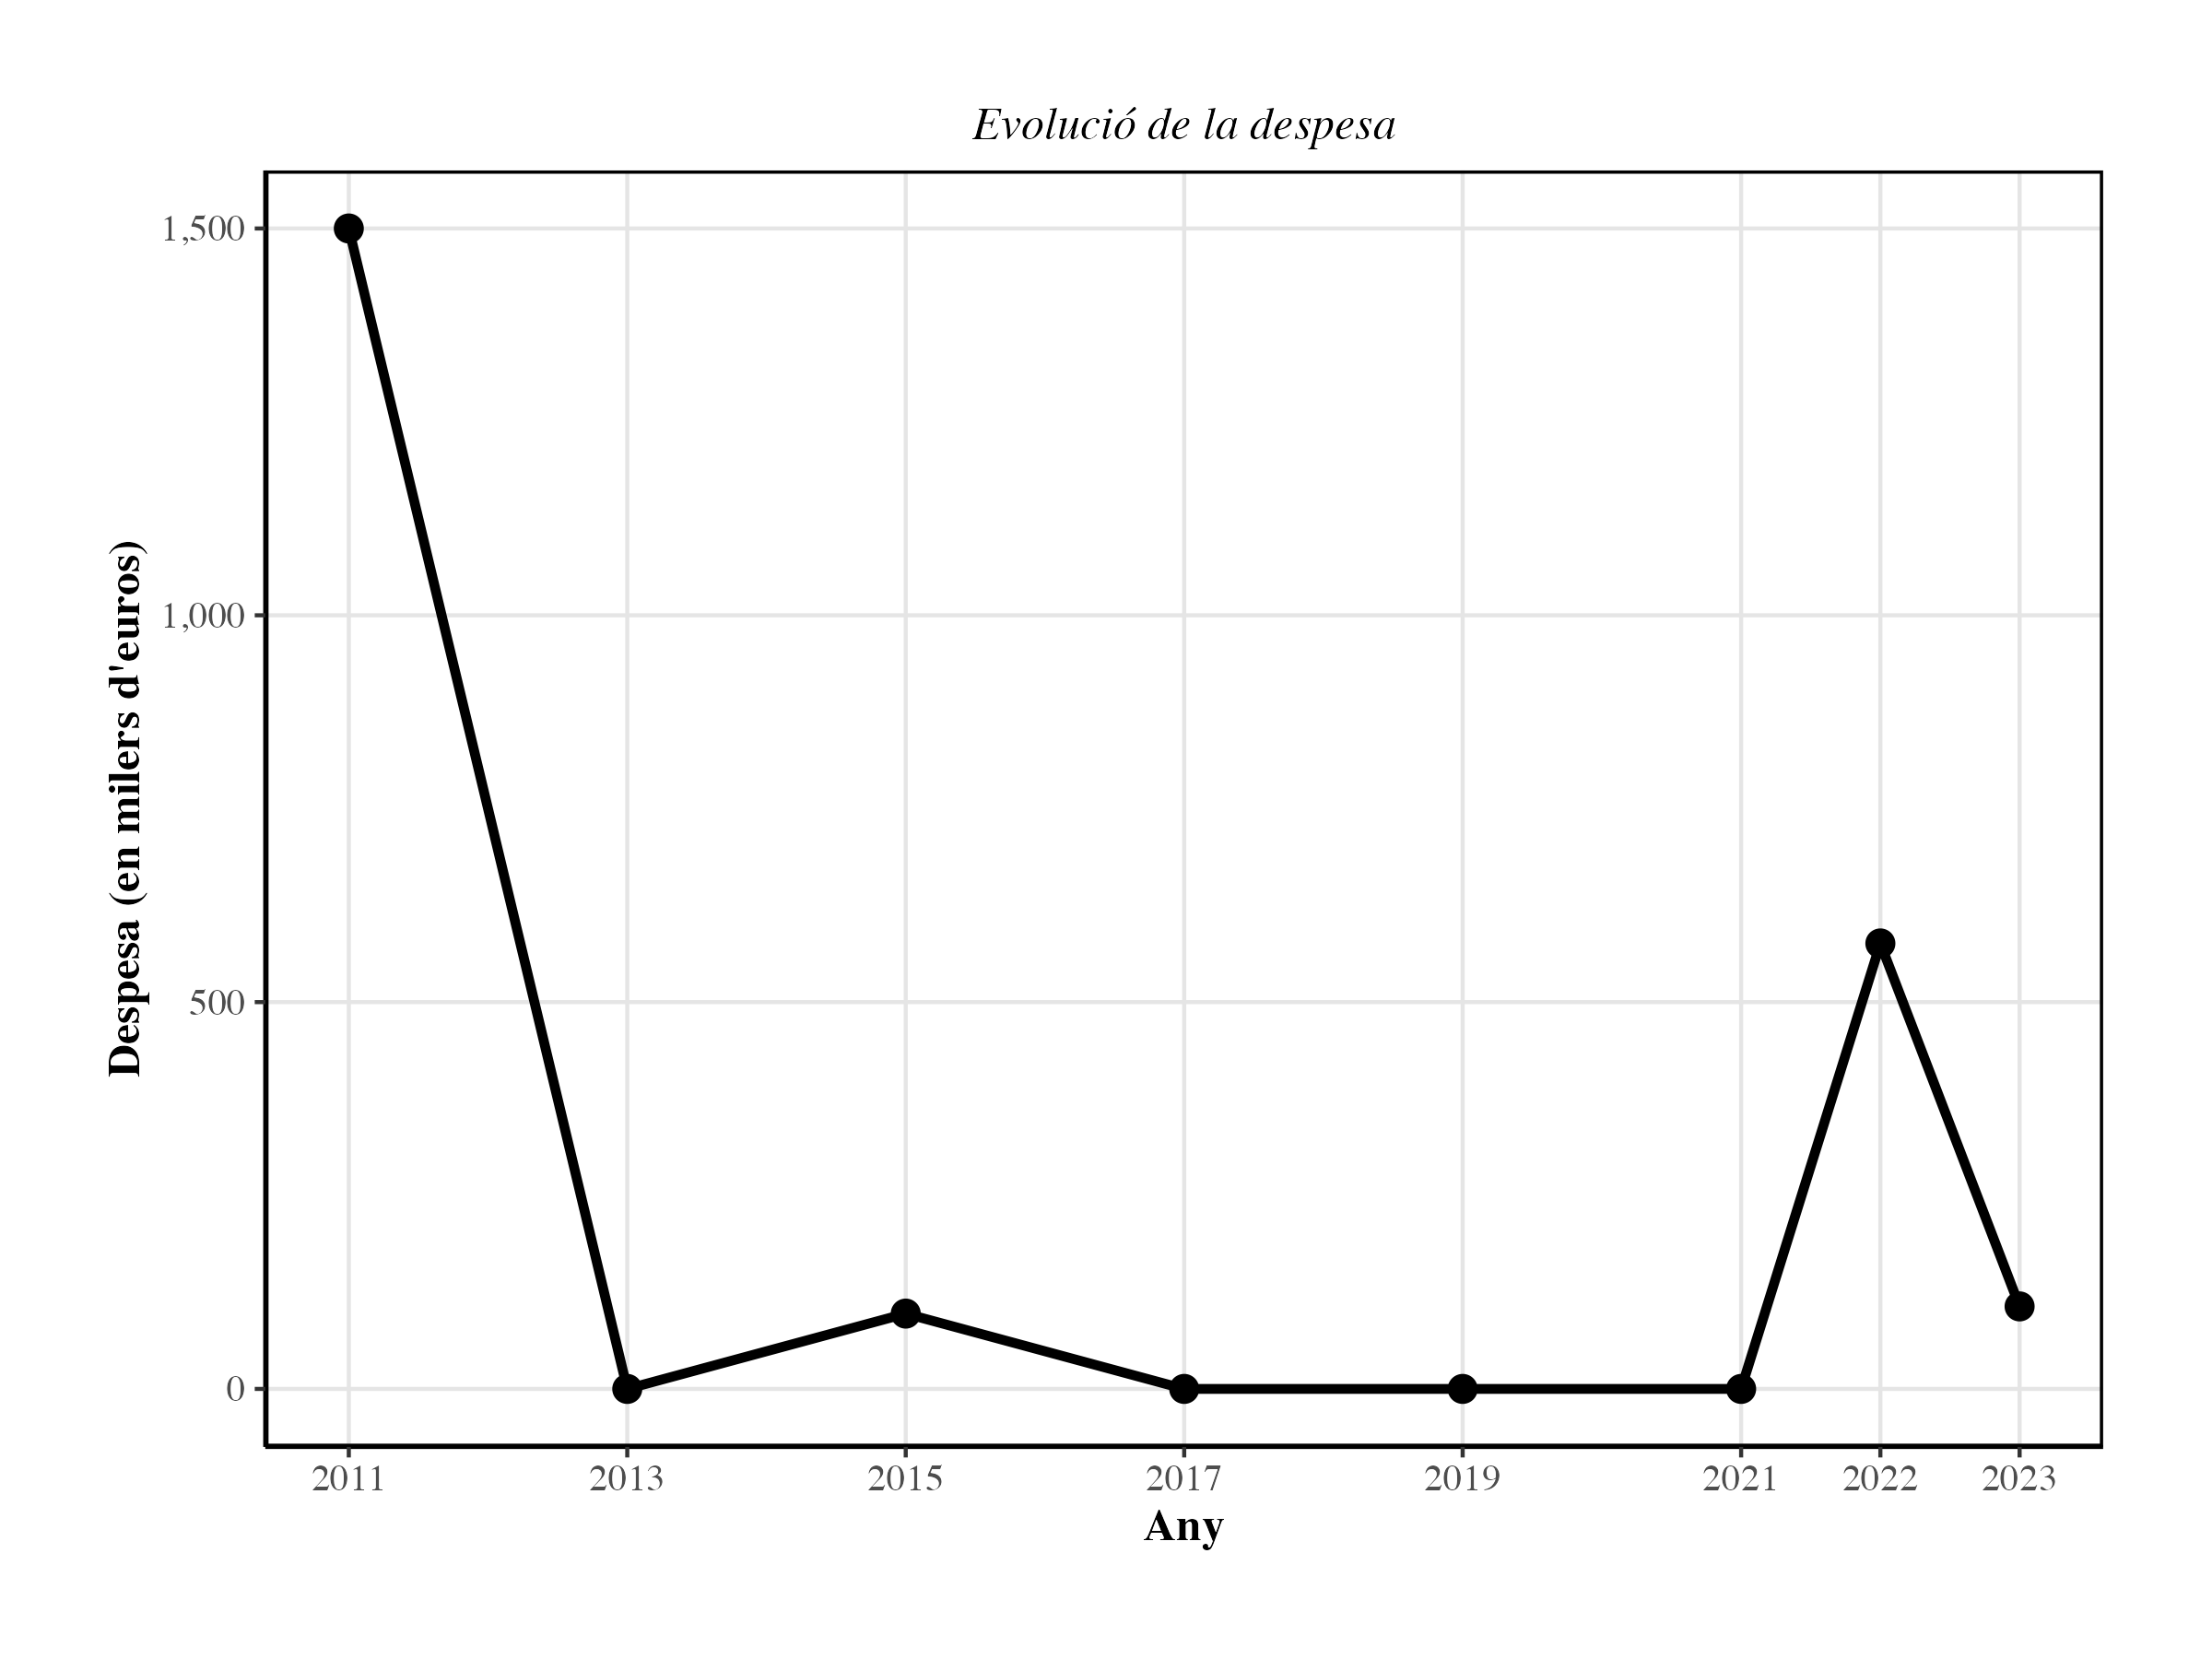 Evolució de la despesa
Despesa (en milers d'euros)
1,500
1,000
500
0
2011 2013 2015 2017 2019 2021 2022 2023
Any